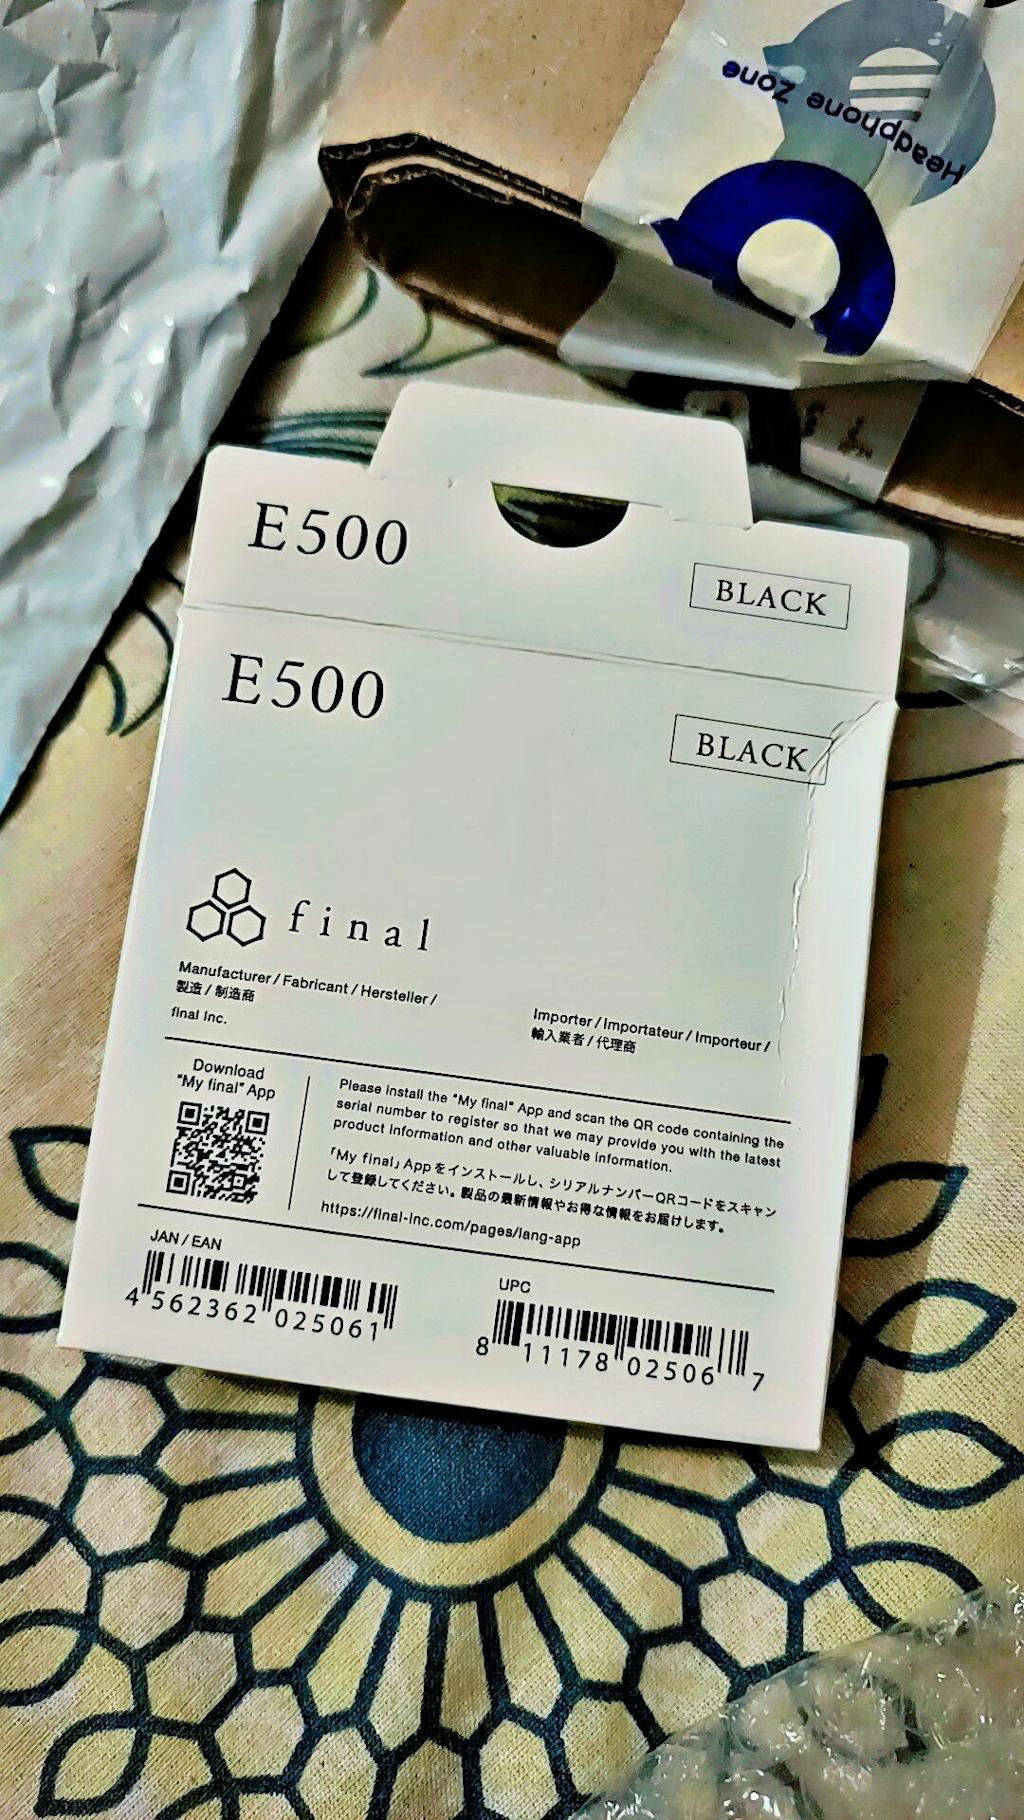 Headphone Zone
E500
BLACK
E500
BLACK
final
Manufacturer / Fabricant / Hersteller /
製造 / 制造商
final Inc.
Importer / Importateur / Importeur /
輸入業者 / 代理商
Download
"My final" App
Please install the "My final" App and scan the QR code containing the
serial number to register so that we may provide you with the latest
product information and other valuable information.
「My final」App をインストールし、シリアルナンバーQRコードをスキャン
して登録してください。製品の最新情報やお得な情報をお届けします。
https://final-inc.com/pages/lang-app
JAN / EAN
4 562362 025061
UPC
8 11178 02506 7